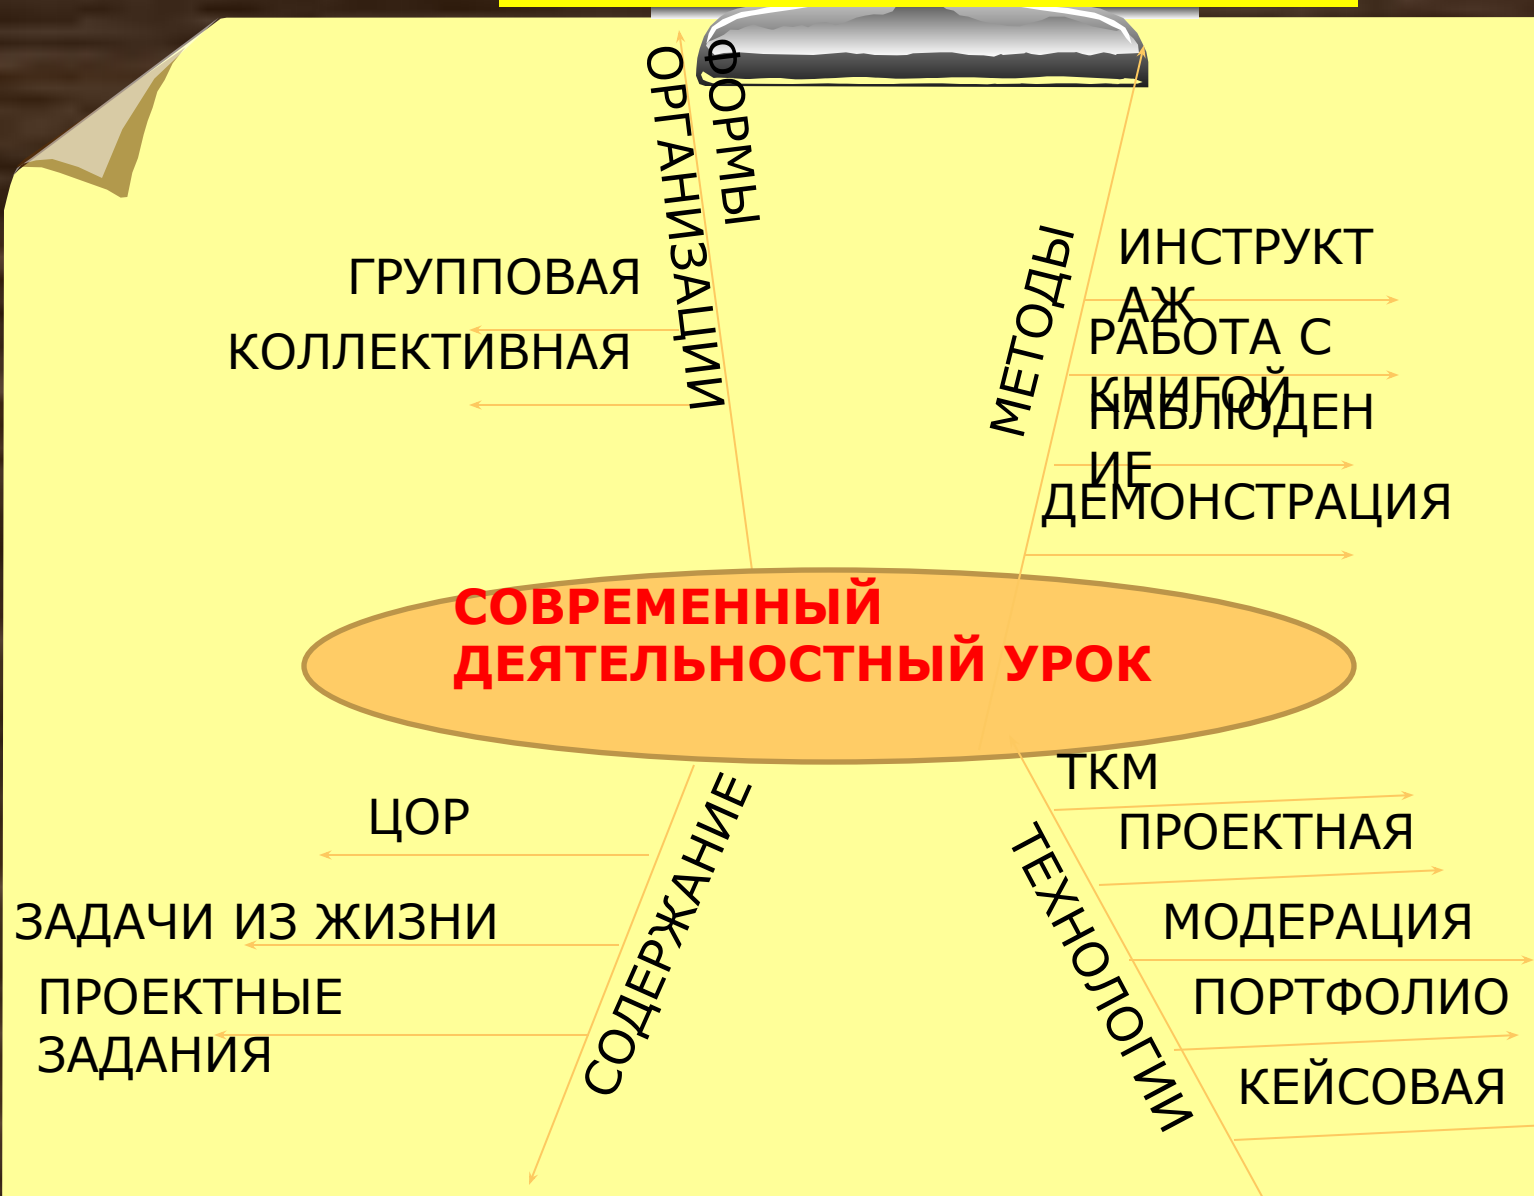 ФОРМЫ
ОРГАНИЗАЦИИ
ГРУППОВАЯ
КОЛЛЕКТИВНАЯ
МЕТОДЫ
ИНСТРУКТ
АЖ
РАБОТА С
КНИГОЙ
НАБЛЮДЕН
ИЕ
ДЕМОНСТРАЦИЯ
СОВРЕМЕННЫЙ
ДЕЯТЕЛЬНОСТНЫЙ УРОК
СОДЕРЖАНИЕ
ЦОР
ЗАДАЧИ ИЗ ЖИЗНИ
ПРОЕКТНЫЕ
ЗАДАНИЯ
ТЕХНОЛОГИИ
ТКМ
ПРОЕКТНАЯ
МОДЕРАЦИЯ
ПОРТФОЛИО
КЕЙСОВАЯ